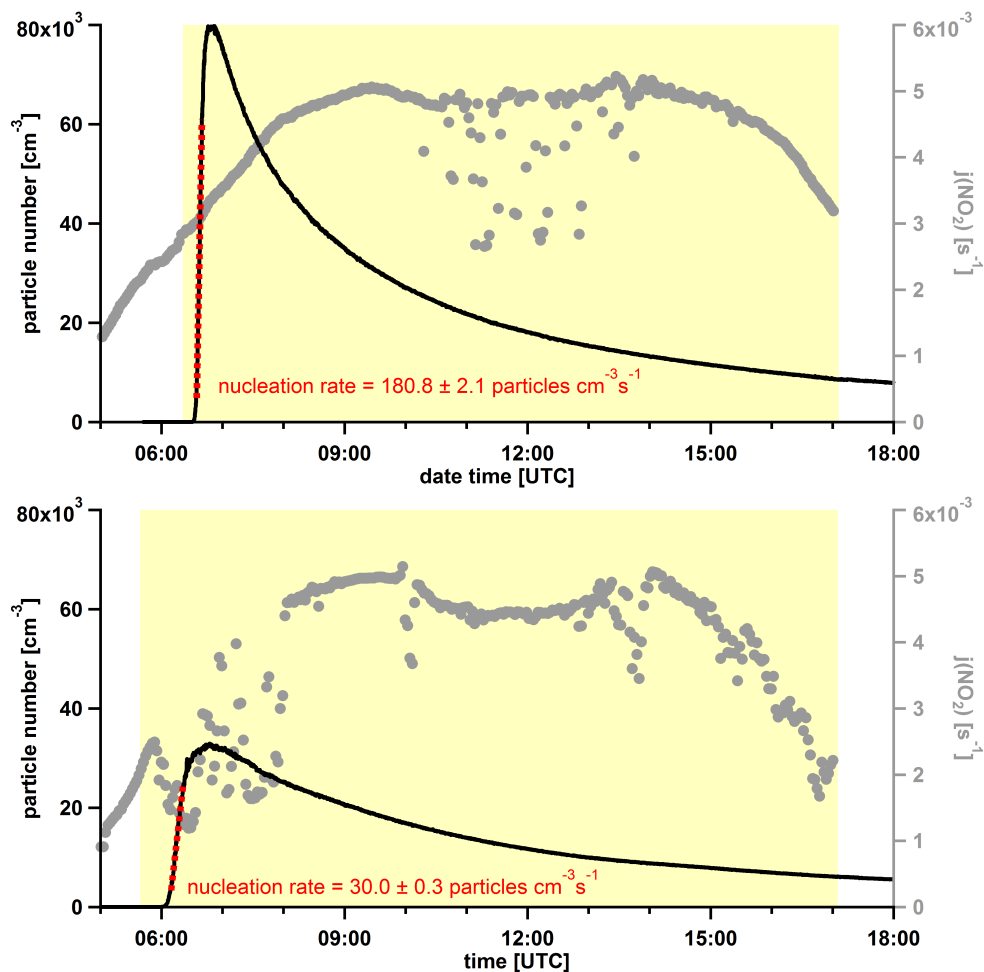 80x10³
6x10⁻³
60
5
4
40
3
20
2
1
0
0
particle number [cm⁻³]
j(NO₂) [s⁻¹]
nucleation rate = 180.8 ± 2.1 particles cm⁻³s⁻¹
06:00 09:00 12:00 15:00 18:00
date time [UTC]
80x10³
6x10⁻³
60
5
4
40
3
20
2
1
0
0
particle number [cm⁻³]
j(NO₂) [s⁻¹]
nucleation rate = 30.0 ± 0.3 particles cm⁻³s⁻¹
06:00 09:00 12:00 15:00 18:00
time [UTC]